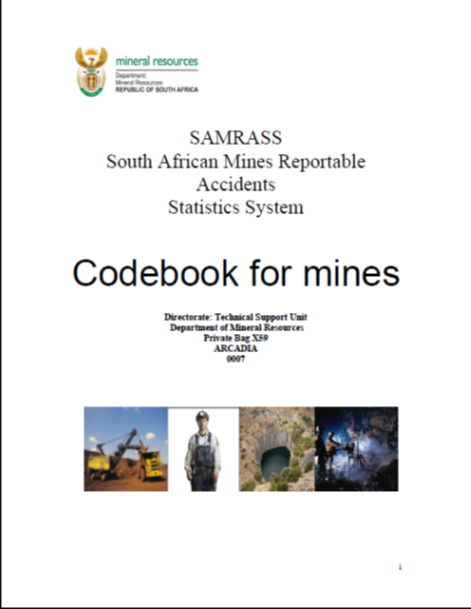 mineral resources
Department:
Mineral Resources
REPUBLIC OF SOUTH AFRICA
SAMRASS
South African Mines Reportable
Accidents
Statistics System
Codebook for mines
Directorate: Technical Support Unit
Department of Mineral Resources
Private Bag X59
ARCADIA
0007
i